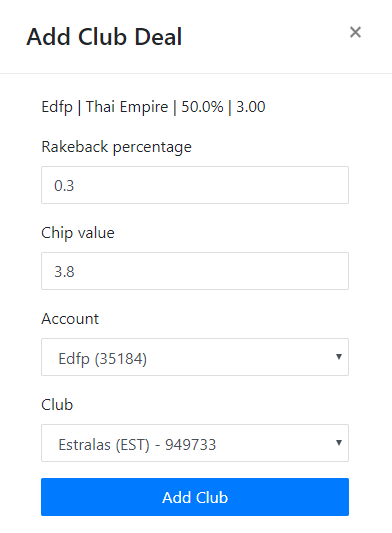 Add Club Deal ×
Edfp | Thai Empire | 50.0% | 3.00
Rakeback percentage
0.3
Chip value
3.8
Account
Edfp (35184)
Club
Estralas (EST) - 949733
Add Club